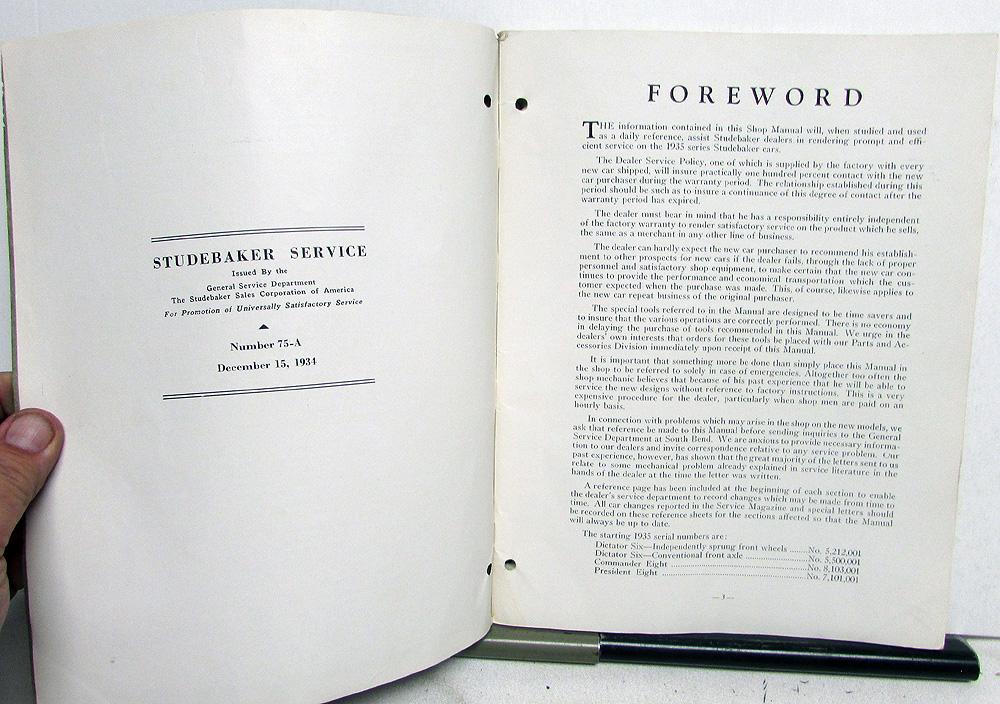 STUDEBAKER SERVICE
Issued By the
General Service Department
The Studebaker Sales Corporation of America
For Promotion of Universally Satisfactory Service
Number 75-A
December 15, 1934
FOREWORD
THE information contained in this Shop Manual will, when studied and used
as a daily reference, assist Studebaker dealers in rendering prompt and effi-
cient service on the 1935 series Studebaker cars.
The Dealer Service Policy, one of which is supplied by the factory with every
new car shipped, will insure practically one hundred percent contact with the new
car purchaser during the warranty period. The relationship established during this
period should be such as to insure a continuance of this degree of contact after the
warranty period has expired.
The dealer must bear in mind that he has a responsibility entirely independent
of the factory warranty to render satisfactory service on the product which he sells,
the same as a merchant in any other line of business.
The dealer can hardly expect the new car purchaser to recommend his establish-
ment to other prospects for new cars if the dealer fails, through the lack of proper
personnel and satisfactory shop equipment, to make certain that the new car con-
tinues to provide the performance and economical transportation which the cus-
tomer expected when the purchase was made. This, of course, likewise applies to
the new car repeat business of the original purchaser.
The special tools referred to in the Manual are designed to be time savers and
to insure that the various operations are correctly performed. There is no economy
in delaying the purchase of tools recommended in this Manual. We urge in the
dealers' own interests that orders for these tools be placed with our Parts and Ac-
cessories Division immediately upon receipt of this Manual.
It is important that something more be done than simply place this Manual in
the shop to be referred to solely in case of emergencies. Altogether too often the
shop mechanic believes that because of his past experience that he will be able to
service the new designs without reference to factory instructions. This is a very
expensive procedure for the dealer, particularly when shop men are paid on an
hourly basis.
In connection with problems which may arise in the shop on the new models, we
ask that reference be made to this Manual before sending inquiries to the General
Service Department at South Bend. We are anxious to provide necessary informa-
tion to our dealers and invite correspondence relative to any service problem. Our
past experience, however, has shown that the great majority of the letters sent to us
relate to some mechanical problem already explained in service literature in the
hands of the dealer at the time the letter was written.
A reference page has been included at the beginning of each section to enable
the dealer's service department to record changes which may be made from time to
time. All car changes reported in the Service Magazine and special letters should
be recorded on these reference sheets for the sections affected so that the Manual
will always be up to date.
The starting 1935 serial numbers are:
Dictator Six—Independently sprung front wheels ......No. 5,212,001
Dictator Six—Conventional front axle ......No. 5,500,001
Commander Eight ......No. 8,103,001
President Eight ......No. 7,101,001
—3—